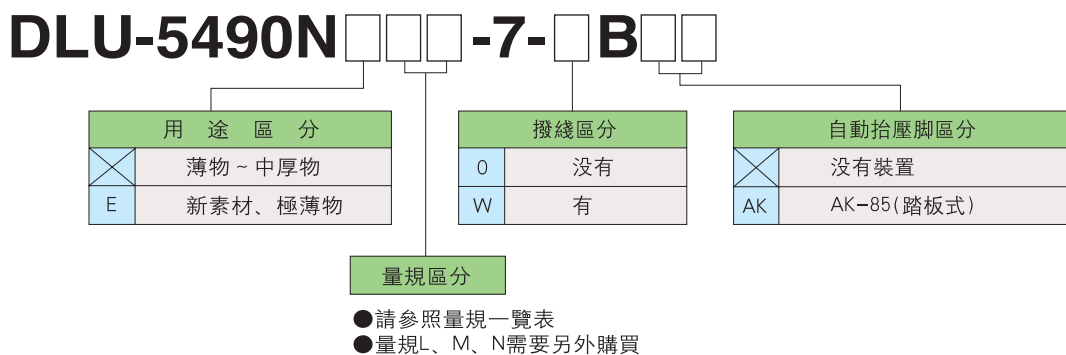 DLU-5490N□□□-7-□B□□
用途區分
薄物~中厚物
E 新素材、極薄物
撥綫區分
0 没有
W 有
自動抬壓脚區分
没有裝置
AK AK-85(踏板式)
量規區分
●請參照量規一覽表
●量規L、M、N需要另外購買